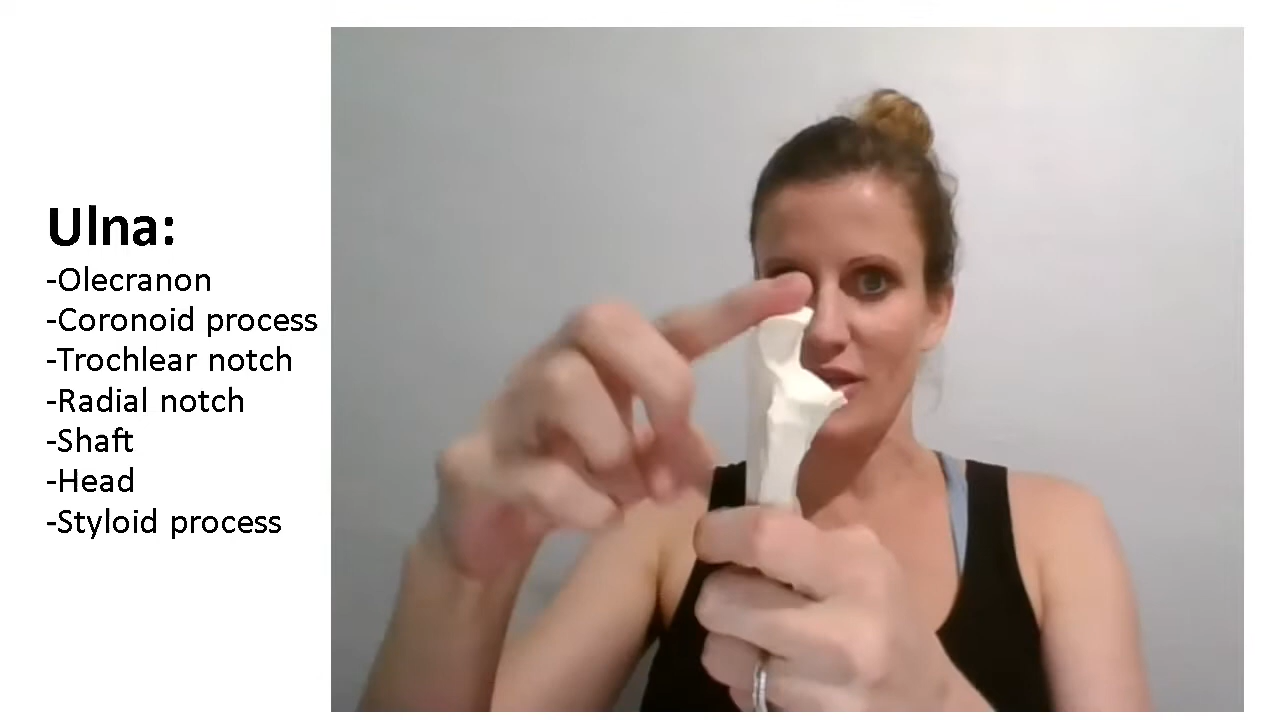 Ulna:
-Olecranon
-Coronoid process
-Trochlear notch
-Radial notch
-Shaft
-Head
-Styloid process